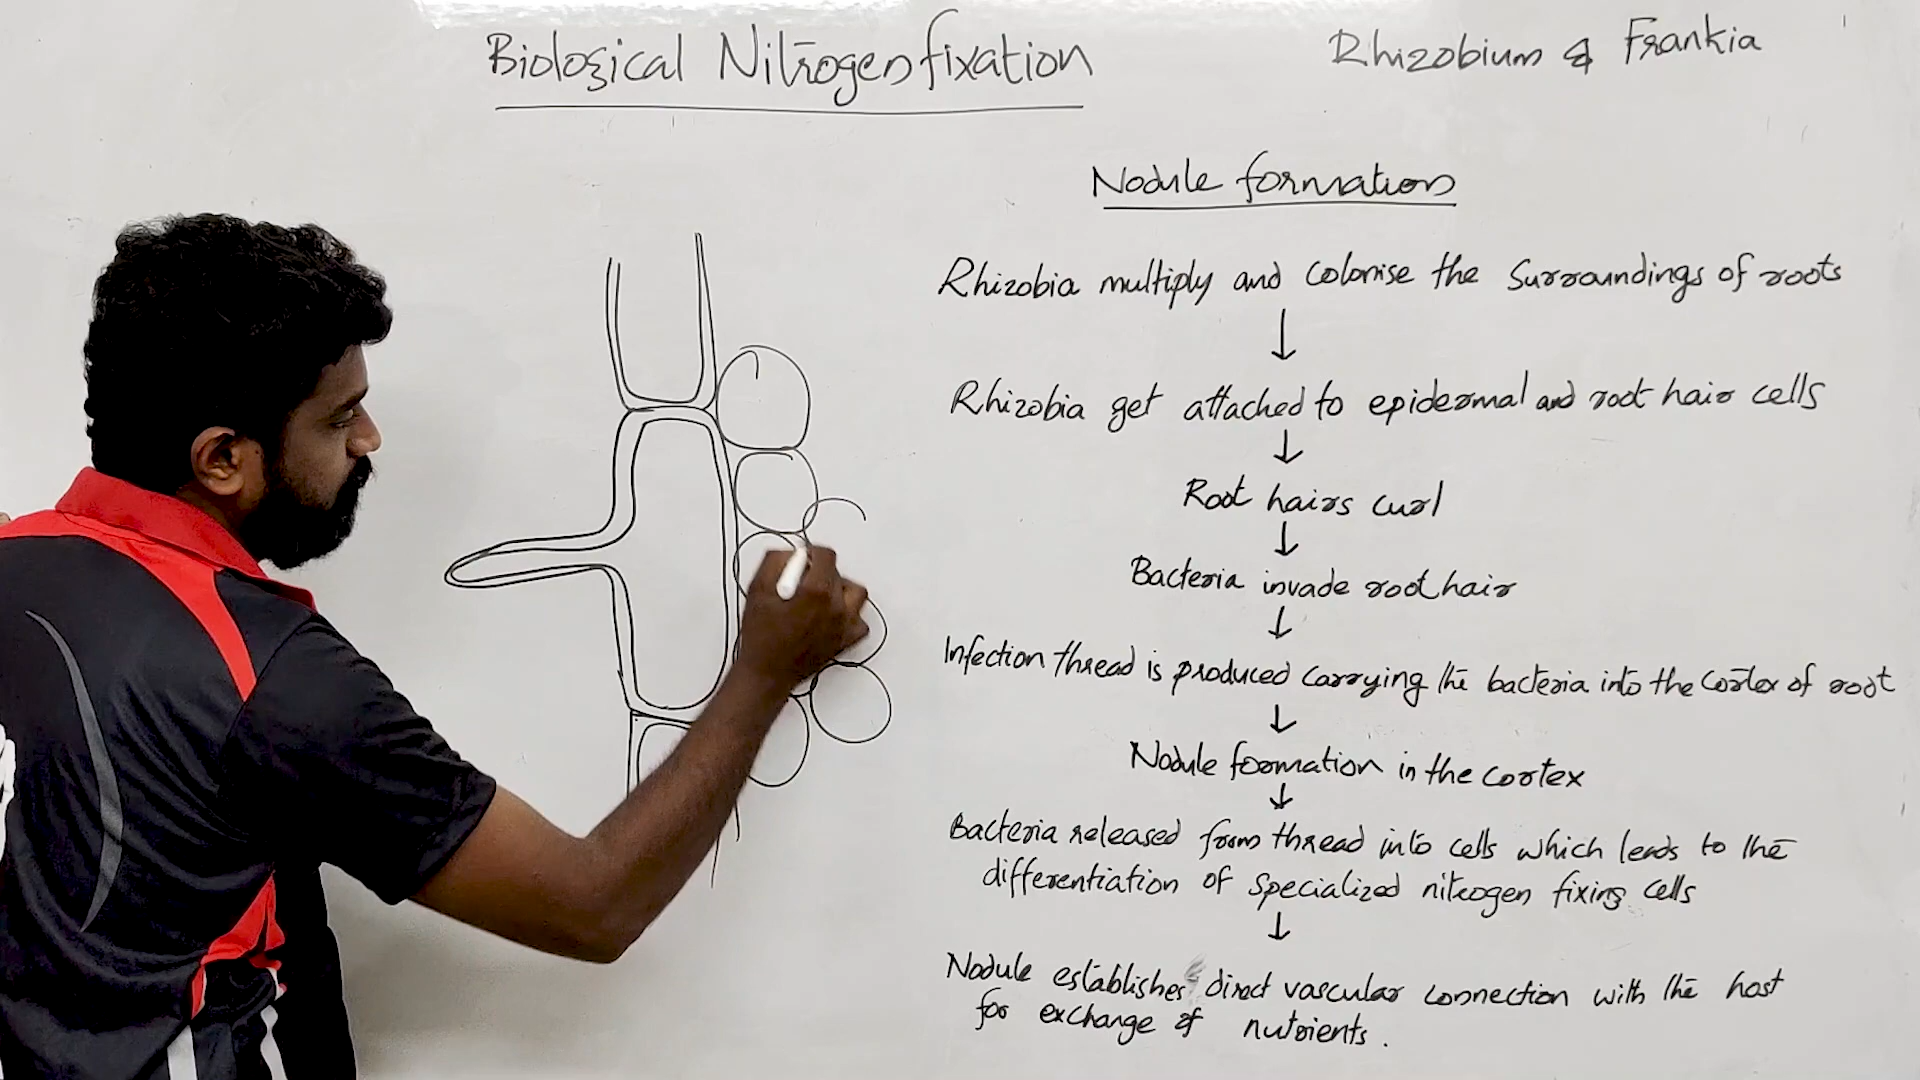 Biological Nitrogen fixation
Rhizobium & Frankia
Nodule formation
Rhizobia multiply and colonise the surroundings of roots
↓
Rhizobia get attached to epidermal and root hair cells
↓
Root hairs curl
↓
Bacteria invade root hair
↓
Infection thread is produced carrying the bacteria into the cortex of root
↓
Nodule formation in the cortex
↓
Bacteria released from thread into cells which leads to the
differentiation of specialized nitrogen fixing cells
↓
Nodule establishes direct vascular connection with the host
for exchange of nutrients.